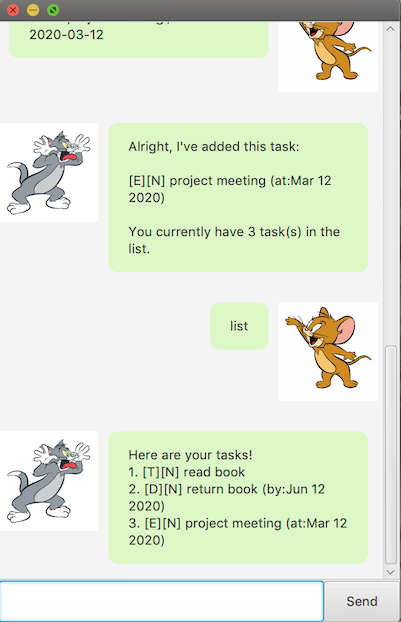 2020-03-12
Alright, I've added this task:
[E][N] project meeting (at:Mar 12
2020)
You currently have 3 task(s) in the
list.
list
Here are your tasks!
1. [T][N] read book
2. [D][N] return book (by:Jun 12
2020)
3. [E][N] project meeting (at:Mar 12
2020)
Send